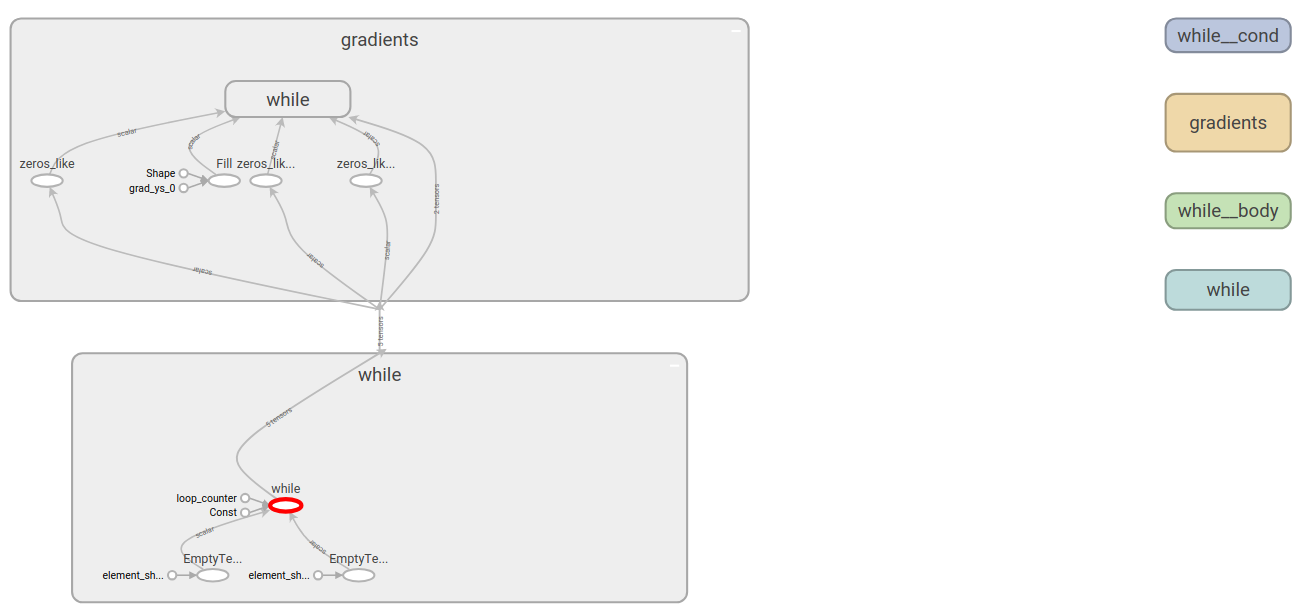 gradients
while
scalar
scalar
scalar
scalar
zeros_like
Fill
zeros_lik...
zeros_lik...
Shape
grad_ys_0
2 tensors
scalar
scalar
scalar
5 tensors
while
5 tensors
while
loop_counter
Const
scalar
scalar
EmptyTe...
EmptyTe...
element_sh...
element_sh...
while__cond
gradients
while__body
while